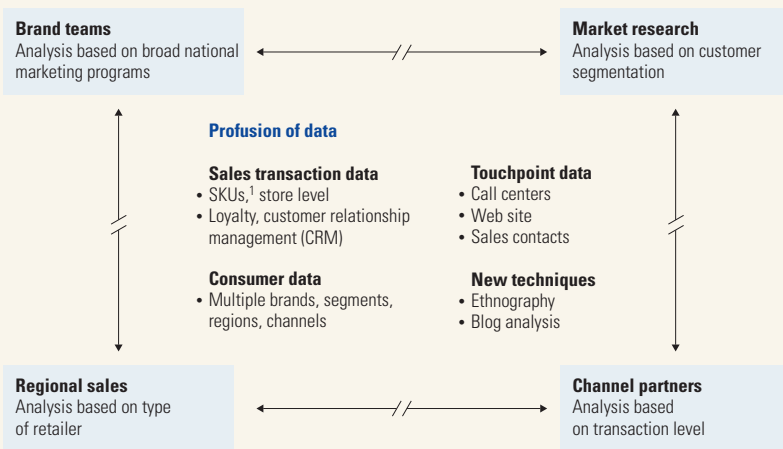 Brand teams
Analysis based on broad national
marketing programs
Market research
Analysis based on customer
segmentation
Profusion of data
Sales transaction data
• SKUs,¹ store level
• Loyalty, customer relationship
management (CRM)
Touchpoint data
• Call centers
• Web site
• Sales contacts
Consumer data
• Multiple brands, segments,
regions, channels
New techniques
• Ethnography
• Blog analysis
Regional sales
Analysis based on type
of retailer
Channel partners
Analysis based
on transaction level